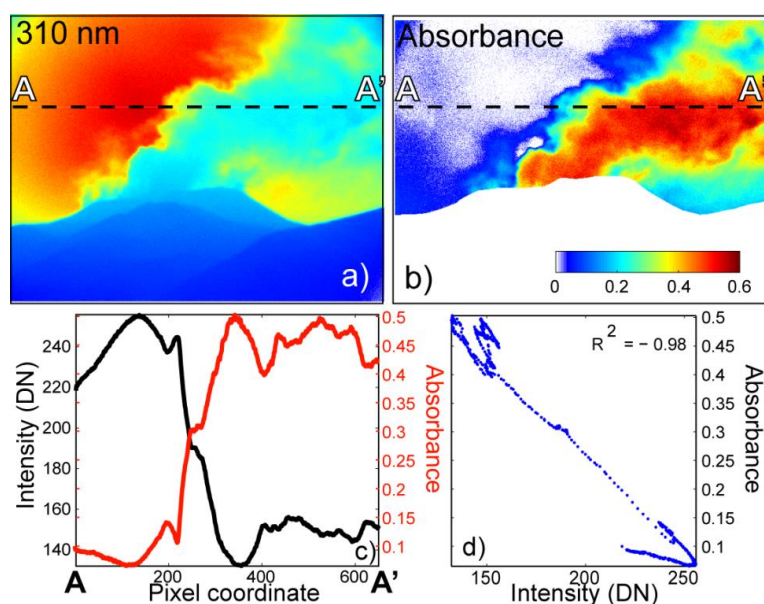 310 nm
A
A'
a)
Absorbance
A
A'
0
0.2
0.4
0.6
b)
240
220
200
180
160
140
Intensity (DN)
0.5
0.45
0.4
0.35
0.3
0.25
0.2
0.15
0.1
Absorbance
c)
A
200
400
600
A'
Pixel coordinate
R² = − 0.98
0.5
0.45
0.4
0.35
0.3
0.25
0.2
0.15
0.1
Absorbance
d)
150
200
250
Intensity (DN)